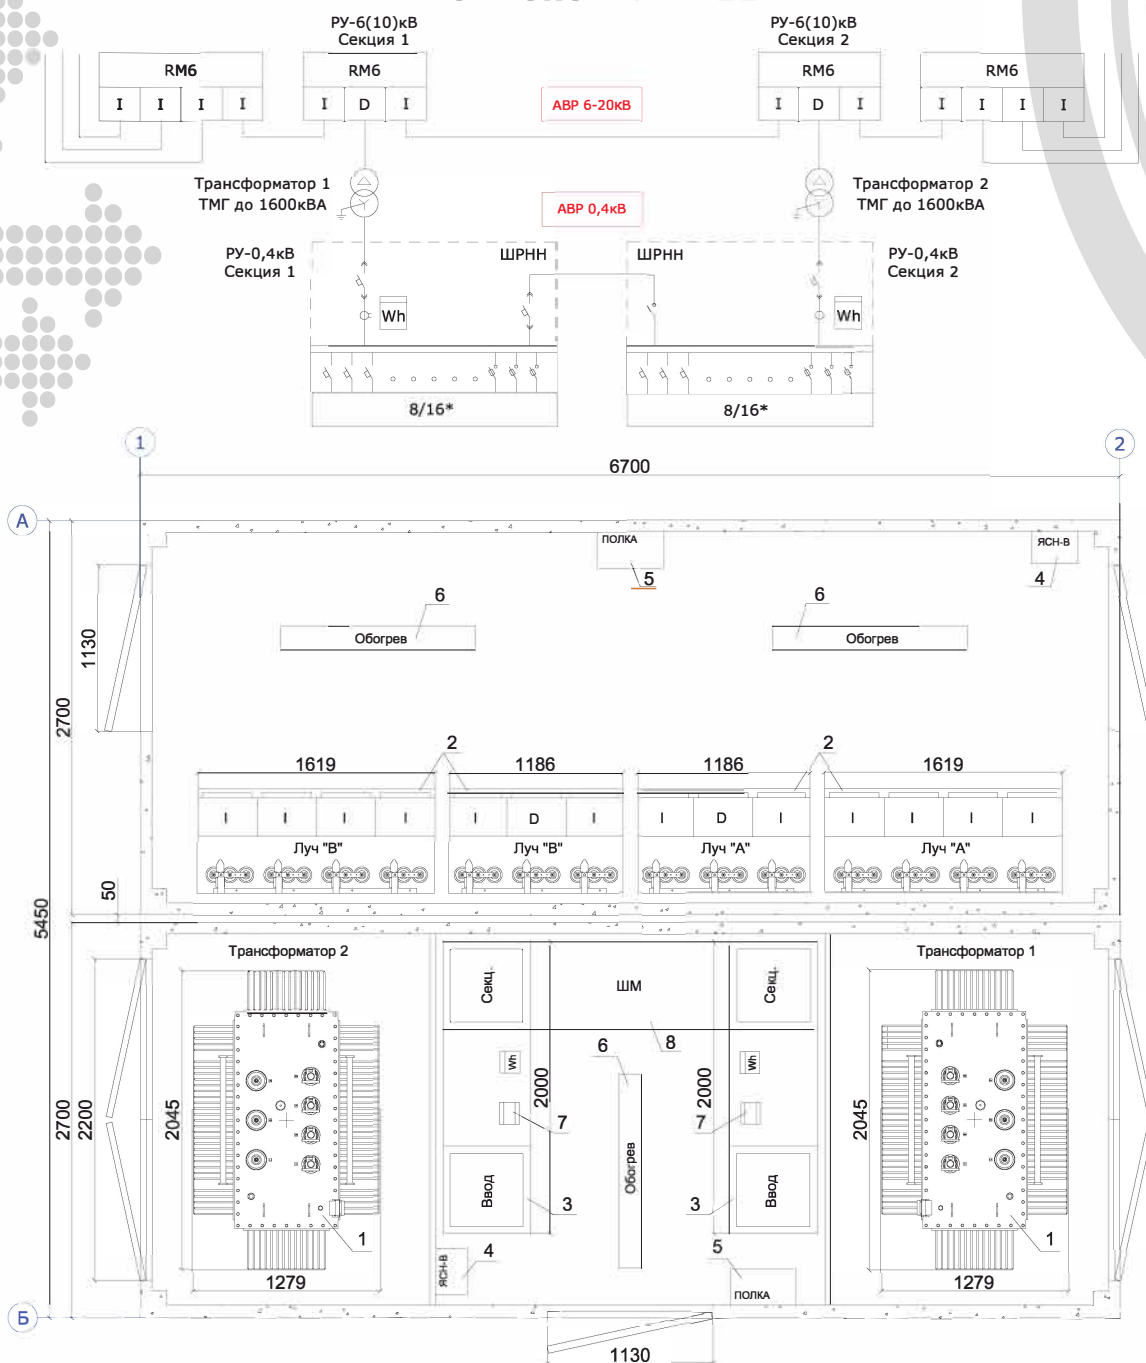 РУ-6(10)кВ
Секция 1
РУ-6(10)кВ
Секция 2
RM6
RM6
RM6
RM6
I I I I
I D I
I D I
I I I I
АВР 6-20кВ
Трансформатор 1
ТМГ до 1600кВА
АВР 0,4кВ
Трансформатор 2
ТМГ до 1600кВА
РУ-0,4кВ
Секция 1
ШРНН
ШРНН
РУ-0,4кВ
Секция 2
Wh
Wh
8/16*
8/16*
1
2
6700
А
ПОЛКА
5
ЯСН-В
4
6
Обогрев
6
Обогрев
1130
2700
5450
50
2
2
1619
1186
1186
1619
I I I I
I D I
I D I
I I I I
Луч "В"
Луч "В"
Луч "А"
Луч "А"
Трансформатор 2
Секц.
ШМ
Секц.
Трансформатор 1
8
6
Wh
Wh
2000
2000
7
7
2700
2200
2045
2045
Обогрев
Ввод
Ввод
3
3
1
1
4
ЯСН-В
5
ПОЛКА
1279
1279
Б
1130